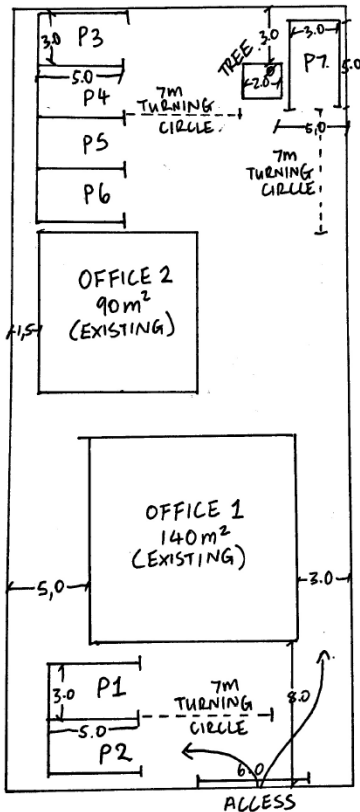 P3
3.0
5.0
P4
P5
P6
7m
TURNING
CIRCLE
TREE
2.0
3.0
3.0
P7
5.0
5,0
7m
TURNING
CIRCLE
OFFICE 2
90m²
(EXISTING)
1,5
OFFICE 1
140m²
(EXISTING)
5,0
3.0
P1
3.0
5.0
P2
7m
TURNING
CIRCLE
8.0
6.0
ACCESS